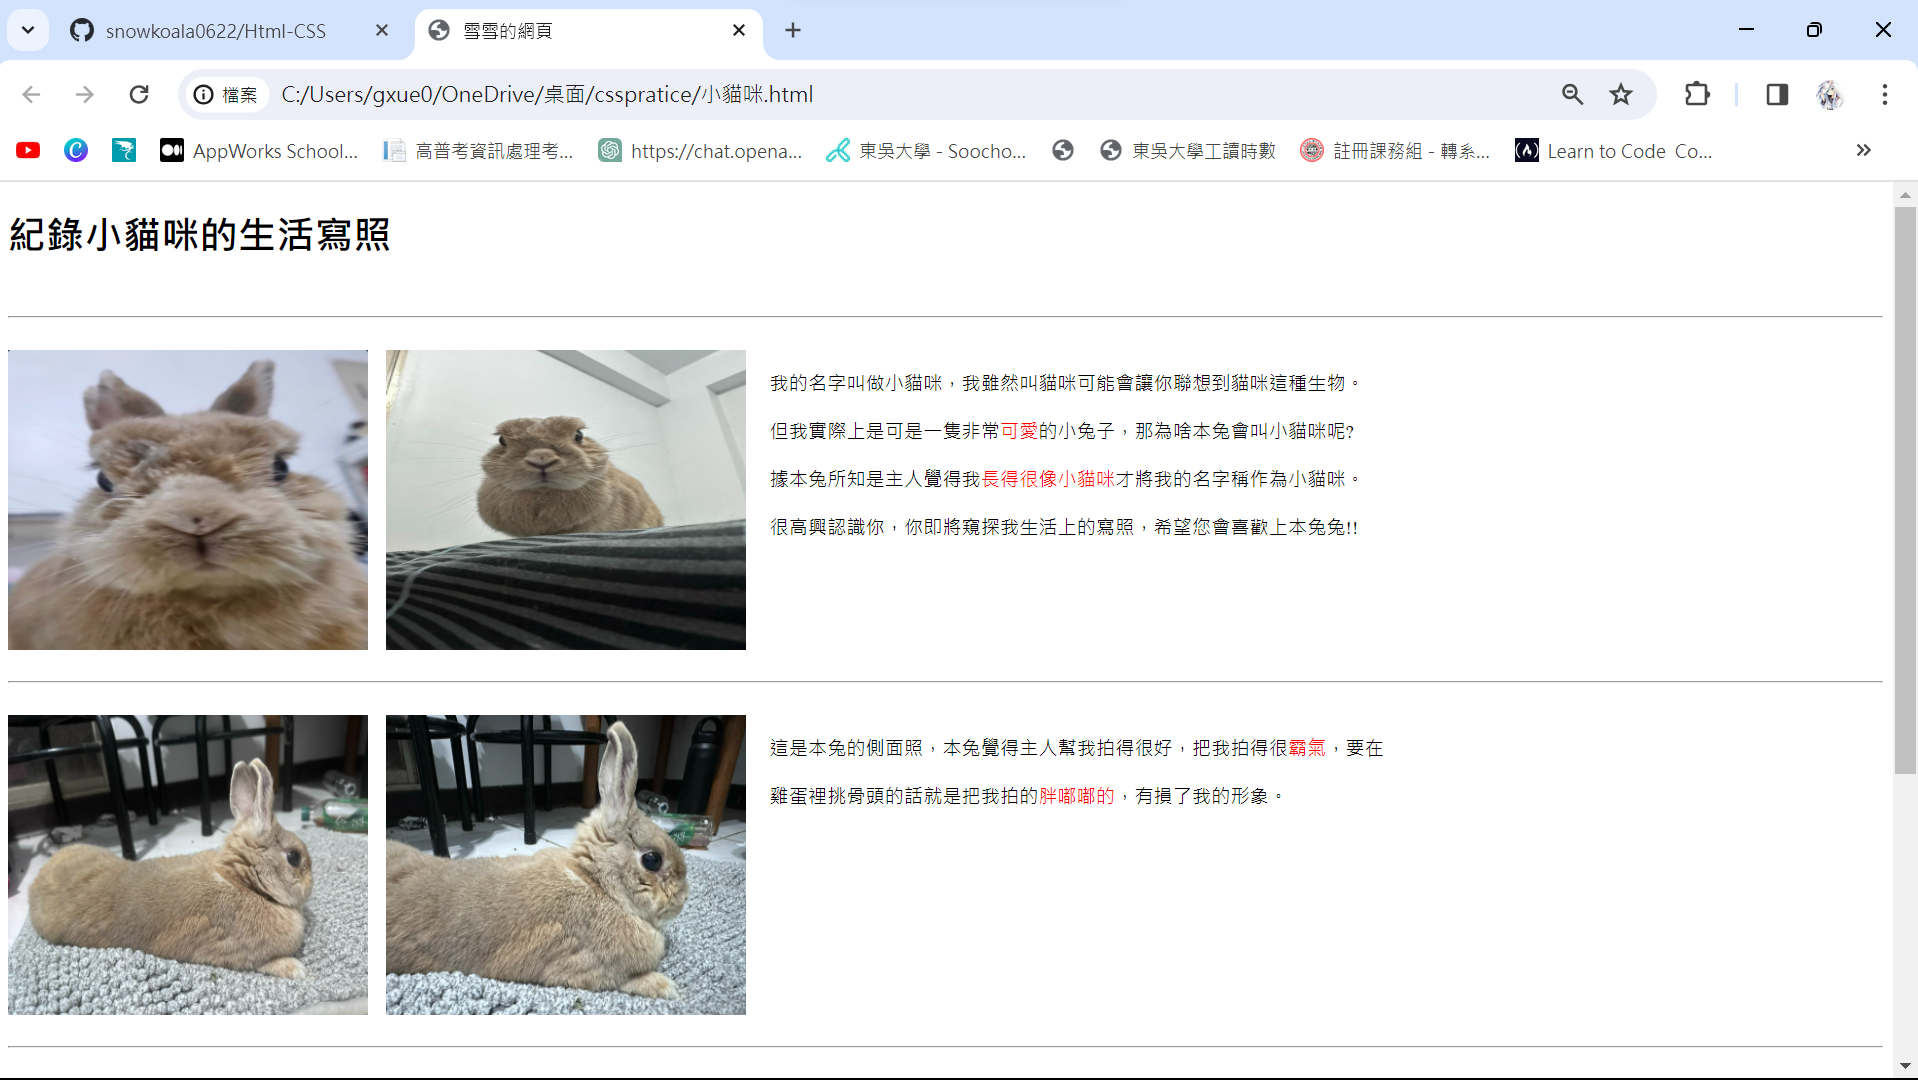 snowkoala0622/Html-CSS
雪雪的網頁
檔案
C:/Users/gxue0/OneDrive/桌面/csspratice/小貓咪.html
AppWorks School...
高普考資訊處理考...
https://chat.opena...
東吳大學 - Soocho...
東吳大學工讀時數
註冊課務組 - 轉系...
Learn to Code Co...
紀錄小貓咪的生活寫照
我的名字叫做小貓咪，我雖然叫貓咪可能會讓你聯想到貓咪這種生物。
但我實際上是可是一隻非常可愛的小兔子，那為啥本兔會叫小貓咪呢?
據本兔所知是主人覺得我長得很像小貓咪才將我的名字稱作為小貓咪。
很高興認識你，你即將窺探我生活上的寫照，希望您會喜歡上本兔兔!!
這是本兔的側面照，本兔覺得主人幫我拍得很好，把我拍得很霸氣，要在
雞蛋裡挑骨頭的話就是把我拍的胖嘟嘟的，有損了我的形象。